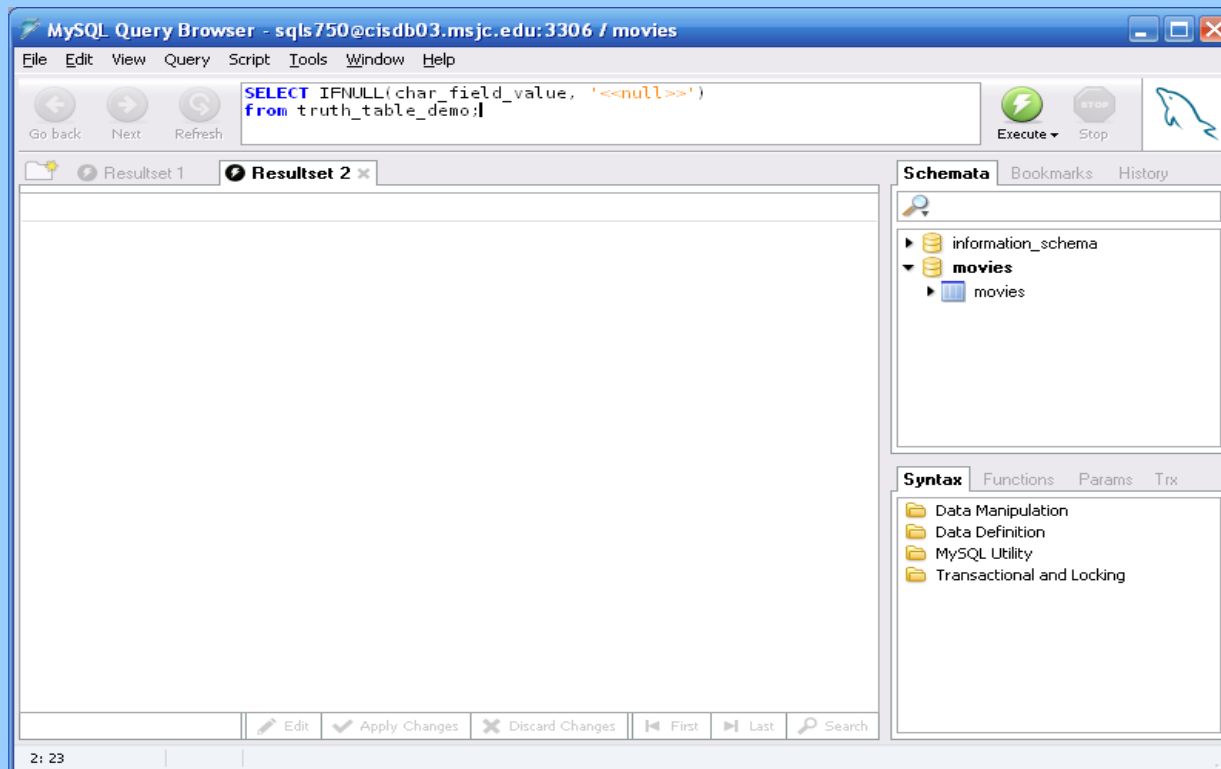 MySQL Query Browser - sqls750@cisdb03.msjc.edu:3306 / movies
File Edit View Query Script Tools Window Help
SELECT IFNULL(char_field_value, '<<null>>')
from truth_table_demo;
Go back Next Refresh Execute Stop
STOP
Resultset 1 Resultset 2
Schemata Bookmarks History
information_schema
movies
movies
Syntax Functions Params Trx
Data Manipulation
Data Definition
MySQL Utility
Transactional and Locking
Edit Apply Changes Discard Changes First Last Search
2: 23